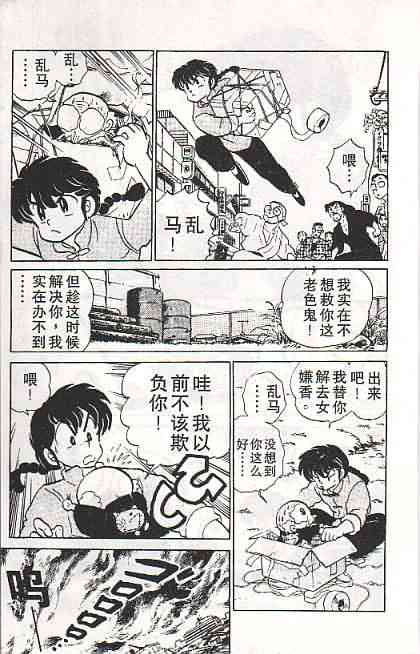 喂…
乱
马！
乱…
乱马
我实在不
想救你这
老色鬼！
但趁这时候
解决你，我
实在办不到
……
出来
吧！
我替你
解去女
嫌香。
乱马
……
没想到
你这么
好……
哇！我以
前不该欺
负你！
喂！
呜